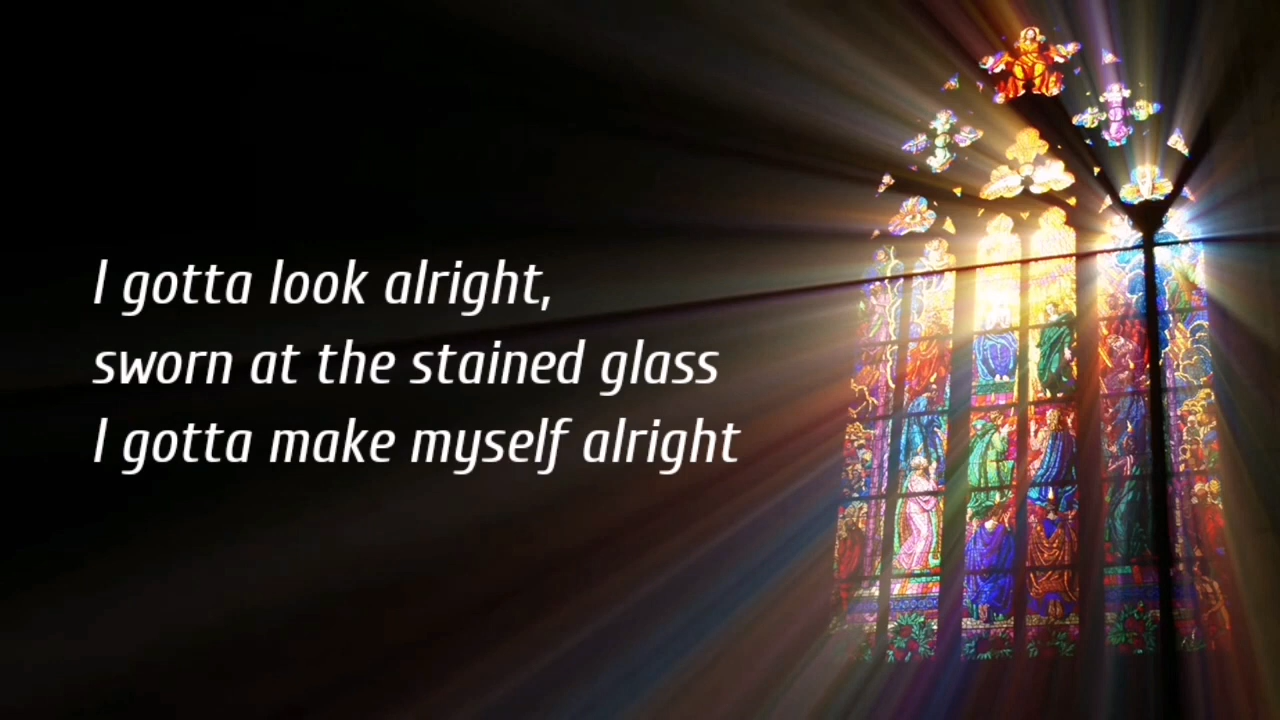 I gotta look alright,
sworn at the stained glass
I gotta make myself alright